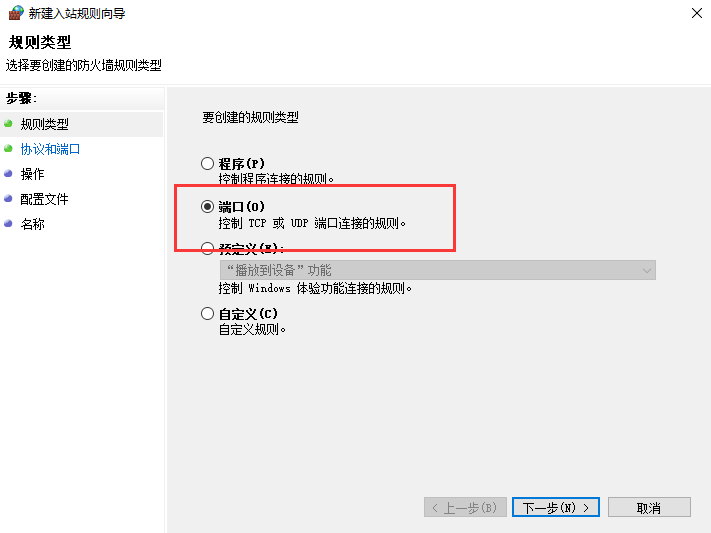 新建入站规则向导
规则类型
选择要创建的防火墙规则类型
步骤:
规则类型
协议和端口
操作
配置文件
名称
要创建的规则类型
程序(P)
控制程序连接的规则。
端口(O)
控制 TCP 或 UDP 端口连接的规则。
预定义(E):
“播放到设备”功能
控制 Windows 体验功能连接的规则。
自定义(C)
自定义规则。
< 上一步(B)
下一步(N) >
取消